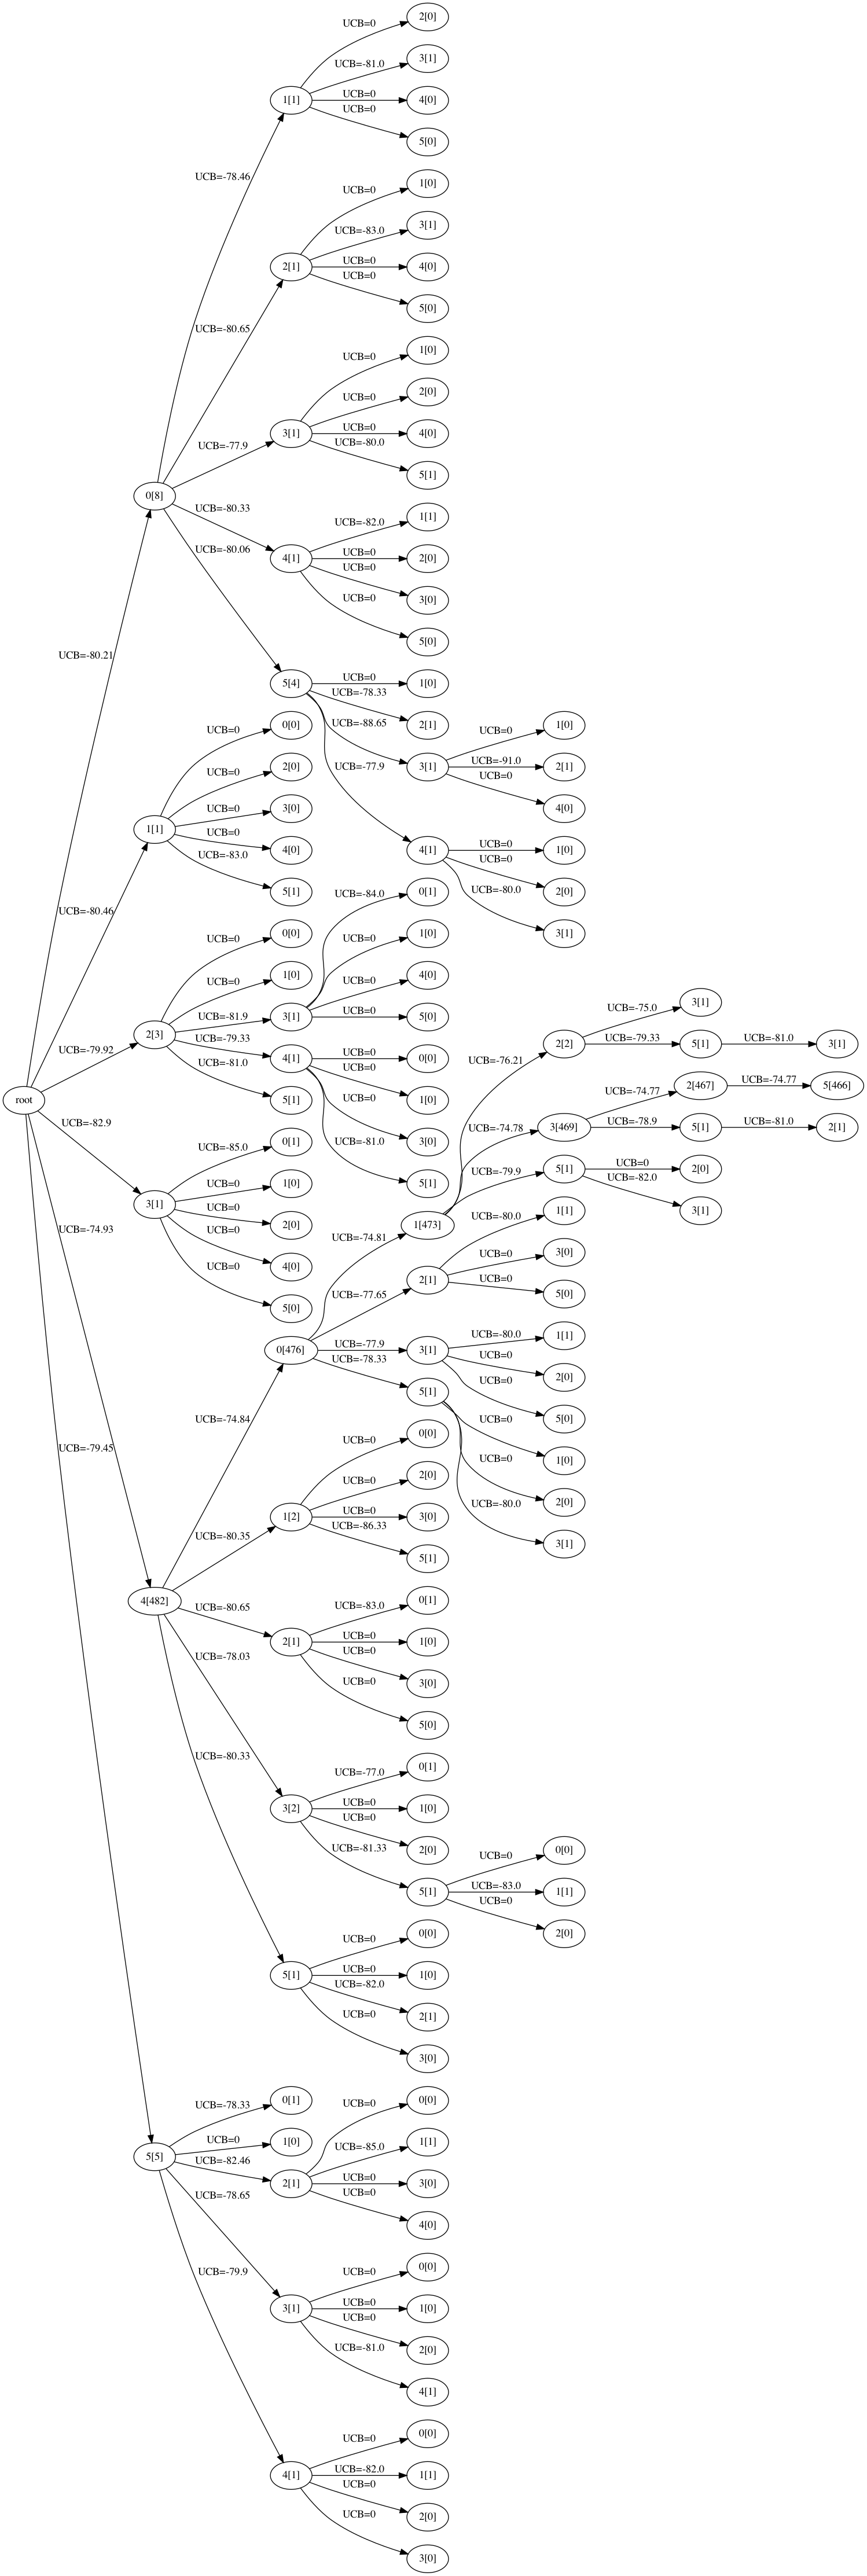 2[0]
UCB=0
3[1]
UCB=-81.0
UCB=0
1[1]
4[0]
UCB=0
5[0]
UCB=-78.46
1[0]
UCB=0
3[1]
UCB=-83.0
UCB=0
2[1]
4[0]
UCB=0
5[0]
UCB=-80.65
1[0]
UCB=0
2[0]
UCB=0
UCB=0
3[1]
4[0]
UCB=-80.0
UCB=-77.9
5[1]
0[8]
UCB=-80.33
1[1]
UCB=-82.0
UCB=-80.06
UCB=0
4[1]
2[0]
UCB=0
UCB=0
3[0]
5[0]
UCB=-80.21
UCB=0
5[4]
1[0]
UCB=-78.33
UCB=-88.65
0[0]
2[1]
1[0]
UCB=0
UCB=0
UCB=-91.0
UCB=-77.9
2[0]
3[1]
2[1]
UCB=0
UCB=0
UCB=0
3[0]
4[0]
1[1]
UCB=0
UCB=0
4[0]
4[1]
1[0]
UCB=-83.0
UCB=0
5[1]
2[0]
UCB=-84.0
0[1]
UCB=-80.0
UCB=-80.46
0[0]
1[0]
3[1]
UCB=0
UCB=0
UCB=0
1[0]
4[0]
UCB=0
3[1]
UCB=-75.0
UCB=-81.9
UCB=0
3[1]
5[0]
2[3]
UCB=-79.33
UCB=-76.21
2[2]
UCB=-79.33
5[1]
UCB=-81.0
3[1]
UCB=-79.92
UCB=0
4[1]
0[0]
UCB=-81.0
UCB=0
UCB=-74.77
2[467]
UCB=-74.77
5[466]
5[1]
UCB=0
1[0]
root
UCB=-82.9
UCB=-74.78
3[469]
UCB=-78.9
5[1]
UCB=-81.0
2[1]
0[1]
UCB=-85.0
UCB=-81.0
3[0]
UCB=-79.9
5[1]
UCB=0
2[0]
UCB=0
1[0]
5[1]
UCB=-82.0
3[1]
3[1]
UCB=0
2[0]
1[473]
UCB=-80.0
1[1]
UCB=-74.93
UCB=0
UCB=-74.81
UCB=0
3[0]
4[0]
UCB=0
2[1]
UCB=0
5[0]
5[0]
UCB=-77.65
UCB=-77.9
UCB=-80.0
1[1]
0[476]
3[1]
UCB=0
UCB=-78.33
2[0]
UCB=0
5[1]
5[0]
UCB=-74.84
0[0]
UCB=0
UCB=0
UCB=-79.45
UCB=0
1[0]
2[0]
UCB=0
UCB=0
2[0]
UCB=-80.0
UCB=0
1[2]
3[0]
UCB=-86.33
UCB=-80.35
3[1]
5[1]
4[482]
UCB=-80.65
UCB=-83.0
0[1]
UCB=0
2[1]
1[0]
UCB=0
UCB=-78.03
UCB=0
3[0]
5[0]
UCB=-80.33
UCB=-77.0
0[1]
UCB=0
3[2]
1[0]
UCB=0
UCB=-81.33
2[0]
0[0]
UCB=0
UCB=-83.0
5[1]
1[1]
UCB=0
0[0]
2[0]
UCB=0
UCB=0
5[1]
1[0]
UCB=-82.0
2[1]
UCB=0
3[0]
UCB=-78.33
0[1]
0[0]
UCB=0
UCB=0
1[0]
UCB=-85.0
1[1]
5[5]
UCB=-82.46
UCB=0
2[1]
3[0]
UCB=-78.65
UCB=0
4[0]
UCB=-79.9
UCB=0
0[0]
UCB=0
3[1]
1[0]
UCB=0
UCB=-81.0
2[0]
4[1]
UCB=0
0[0]
UCB=-82.0
4[1]
1[1]
UCB=0
UCB=0
2[0]
3[0]